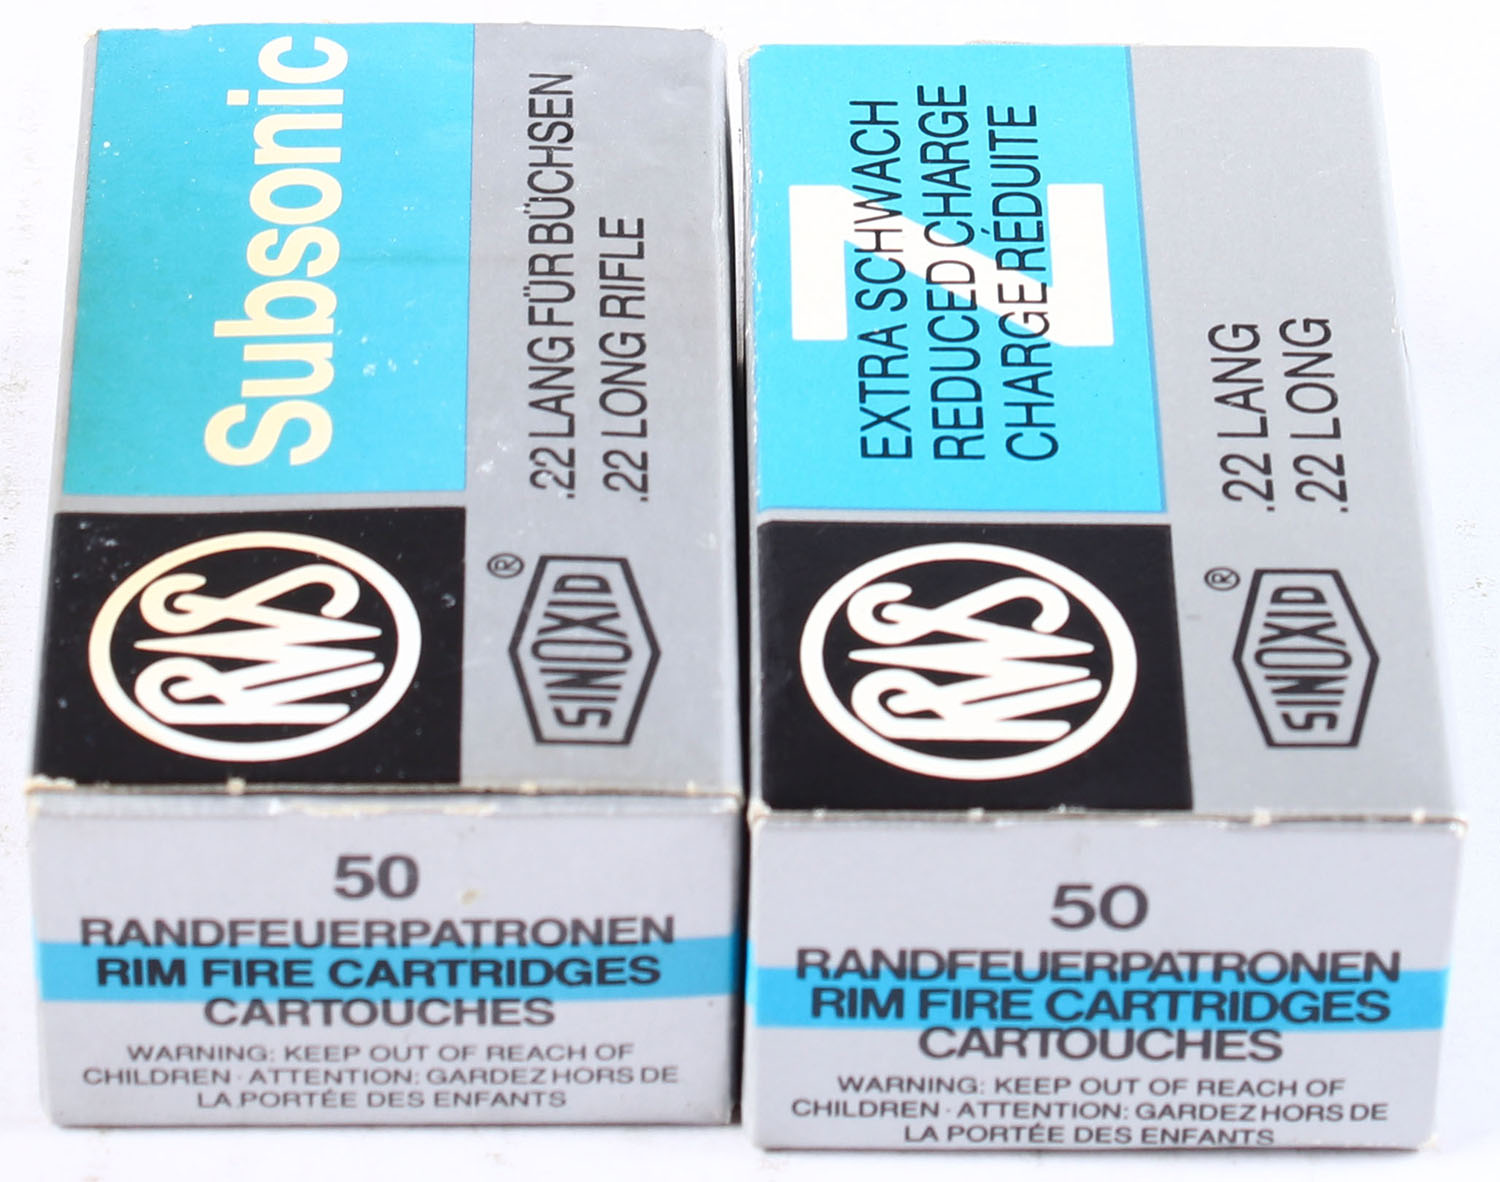 Subsonic
.22 LANG FÜR BÜCHSEN
.22 LONG RIFLE
RWS
SINOXID
®
50
RANDFEUERPATRONEN
RIM FIRE CARTRIDGES
CARTOUCHES
WARNING: KEEP OUT OF REACH OF
CHILDREN · ATTENTION: GARDEZ HORS DE
LA PORTÉE DES ENFANTS
Z
EXTRA SCHWACH
REDUCED CHARGE
CHARGE RÉDUITE
.22 LANG
.22 LONG
RWS
SINOXID
®
50
RANDFEUERPATRONEN
RIM FIRE CARTRIDGES
CARTOUCHES
WARNING: KEEP OUT OF REACH OF
CHILDREN · ATTENTION: GARDEZ HORS DE
LA PORTÉE DES ENFANTS